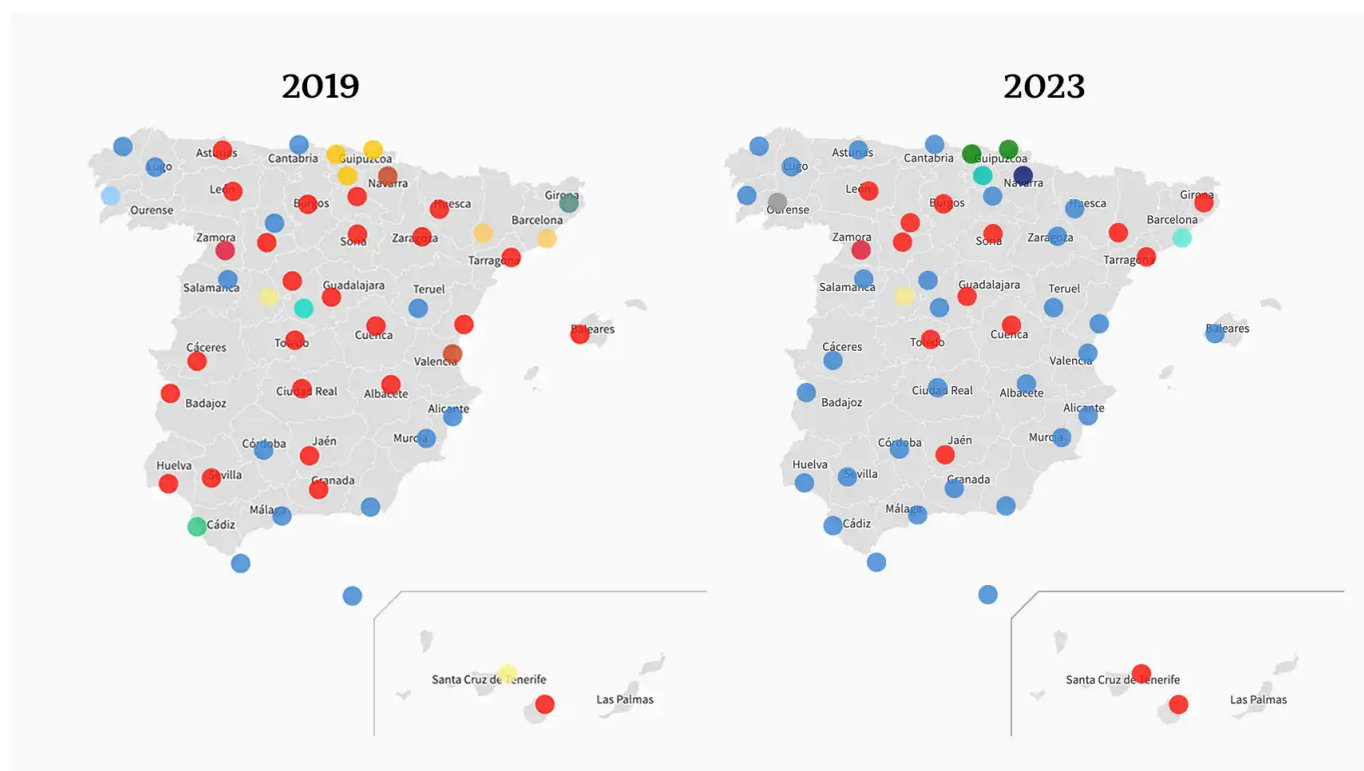 2019
Lugo
Asturias
Cantabria
Guipúzcoa
León
Burgos
Navarra
Huesca
Girona
Ourense
Barcelona
Zamora
Soria
Zaragoza
Tarragona
Salamanca
Guadalajara
Teruel
Cáceres
Toledo
Cuenca
Valencia
Baleares
Badajoz
Ciudad Real
Albacete
Alicante
Córdoba
Jaén
Murcia
Huelva
Sevilla
Granada
Málaga
Cádiz
Santa Cruz de Tenerife
Las Palmas
2023
Lugo
Asturias
Cantabria
Guipúzcoa
León
Burgos
Navarra
Huesca
Girona
Ourense
Barcelona
Zamora
Soria
Zaragoza
Tarragona
Salamanca
Guadalajara
Teruel
Cáceres
Toledo
Cuenca
Valencia
Baleares
Badajoz
Ciudad Real
Albacete
Alicante
Córdoba
Jaén
Murcia
Huelva
Sevilla
Granada
Málaga
Cádiz
Santa Cruz de Tenerife
Las Palmas